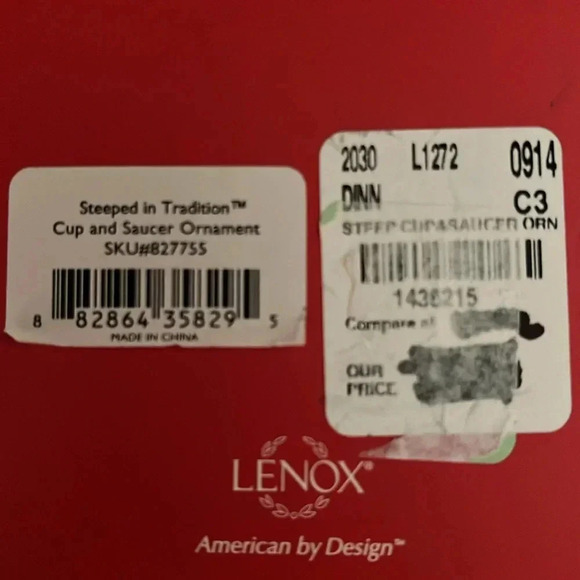 Steeped in Tradition™
Cup and Saucer Ornament
SKU#827755
8 82864 35829 5
MADE IN CHINA
2030 L1272 0914
DINN C3
STEEP CUP&SAUCER ORN
1436215
Compare at
OUR
PRICE
LENOX®
American by Design™